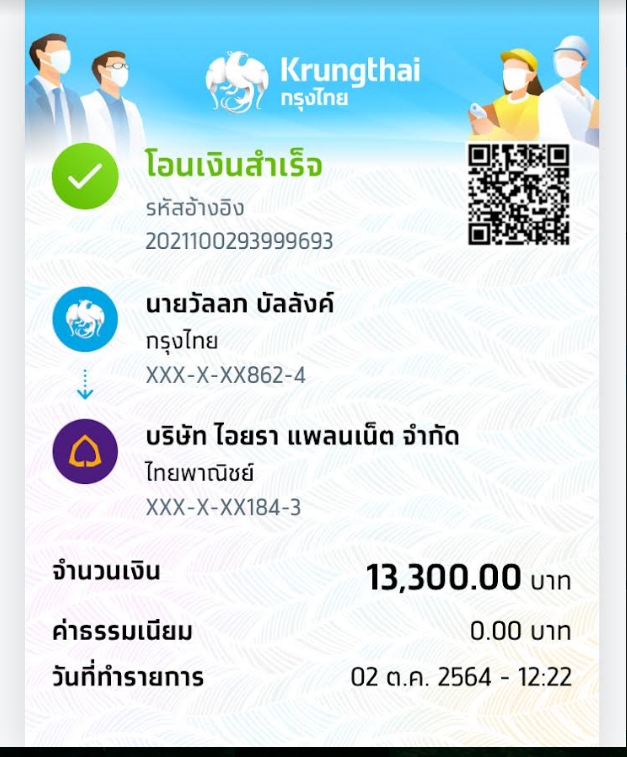 Krungthai
กรุงไทย
โอนเงินสำเร็จ
รหัสอ้างอิง
2021100293999693
นายวัลลภ บัลลังค์
กรุงไทย
XXX-X-XX862-4
บริษัท ไอยรา แพลนเน็ต จำกัด
ไทยพาณิชย์
XXX-X-XX184-3
จำนวนเงิน 13,300.00 บาท
ค่าธรรมเนียม 0.00 บาท
วันที่ทำรายการ 02 ต.ค. 2564 - 12:22